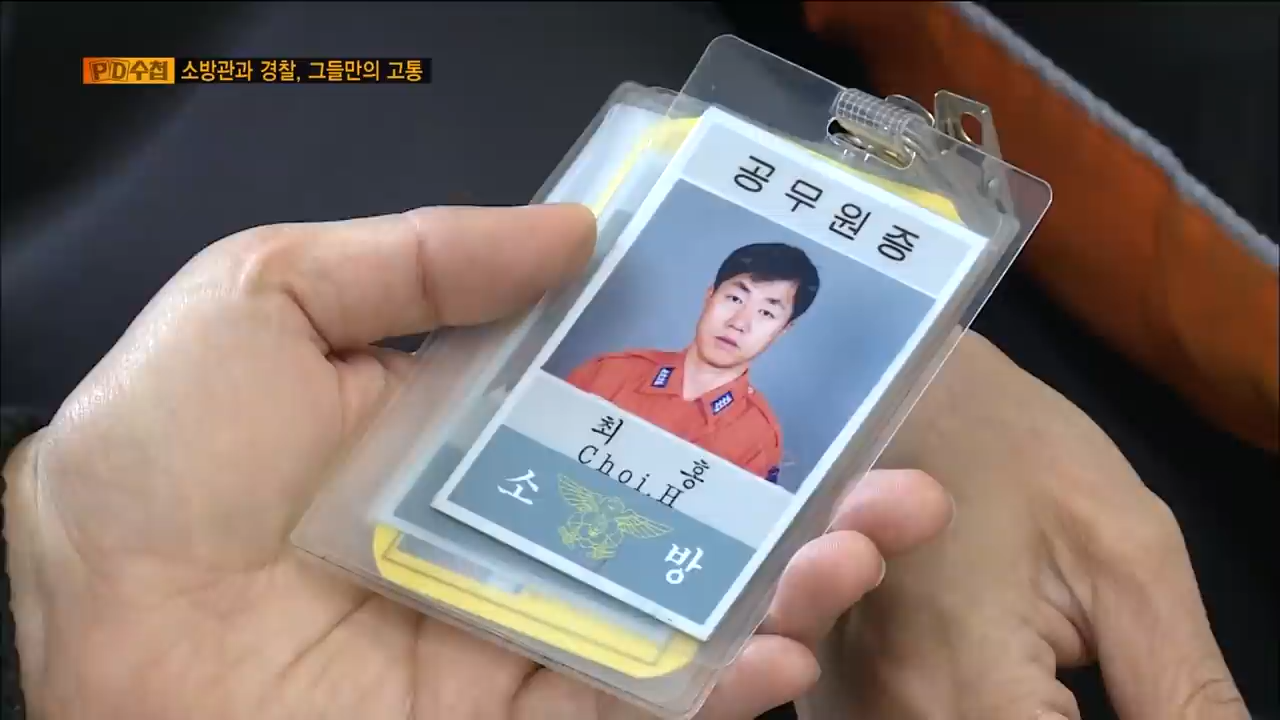 PD수첩 소방관과 경찰, 그들만의 고통
공무원증
최 홍
Choi.H
소 방